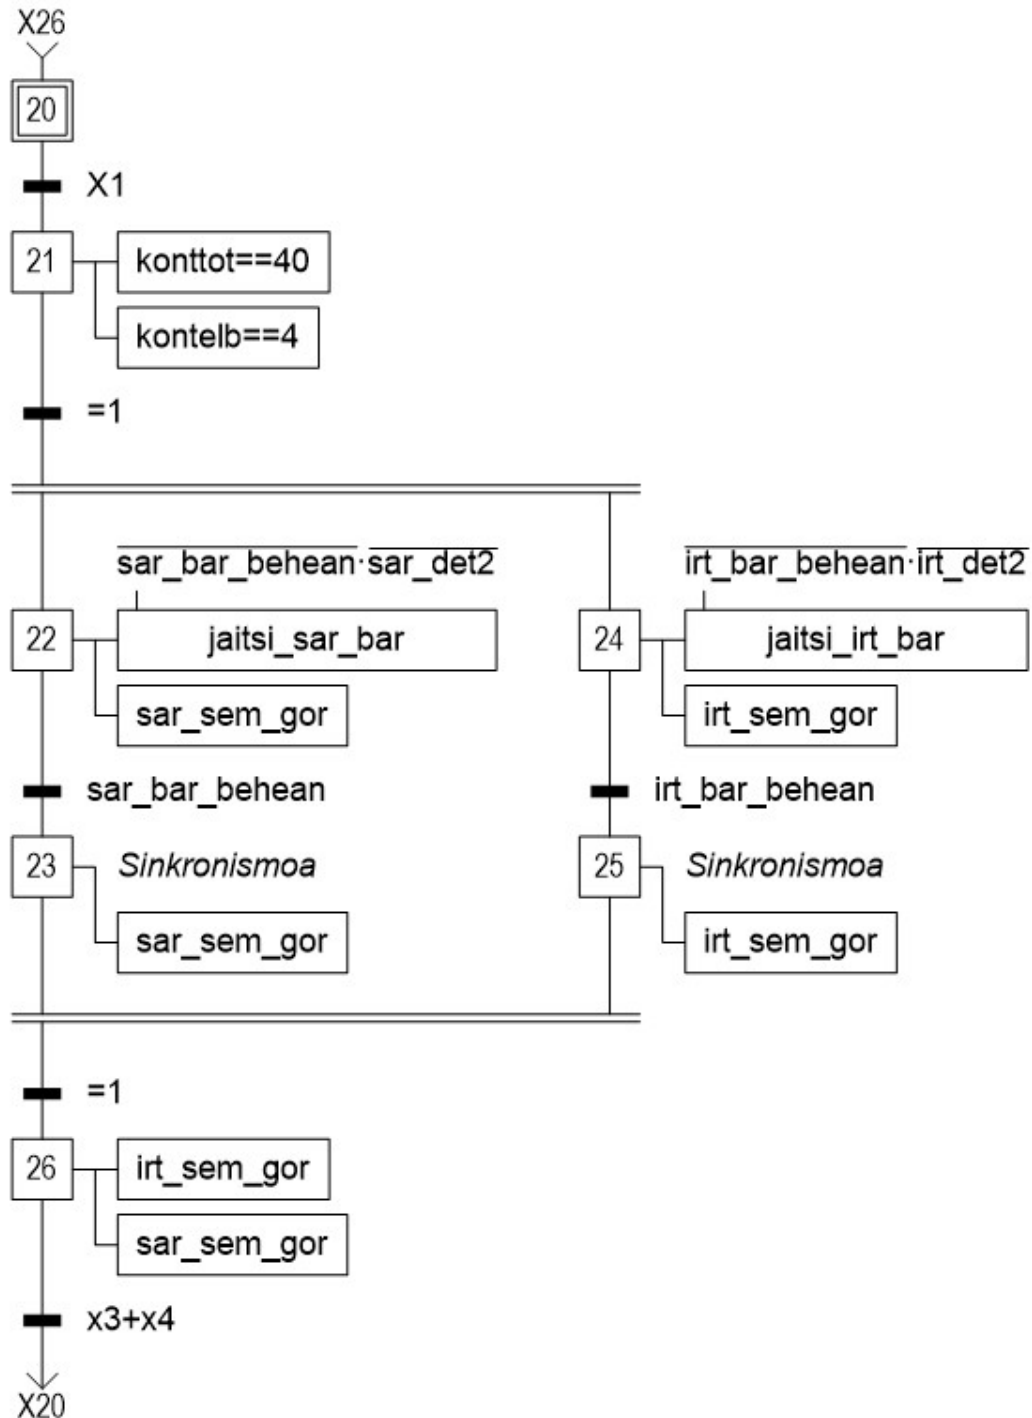 X26
20
X1
21 konttot==40
kontelb==4
=1
sar_bar_behean·sar_det2 irt_bar_behean·irt_det2
22 jaitsi_sar_bar 24 jaitsi_irt_bar
sar_sem_gor irt_sem_gor
sar_bar_behean irt_bar_behean
23 Sinkronismoa 25 Sinkronismoa
sar_sem_gor irt_sem_gor
=1
26 irt_sem_gor
sar_sem_gor
x3+x4
X20